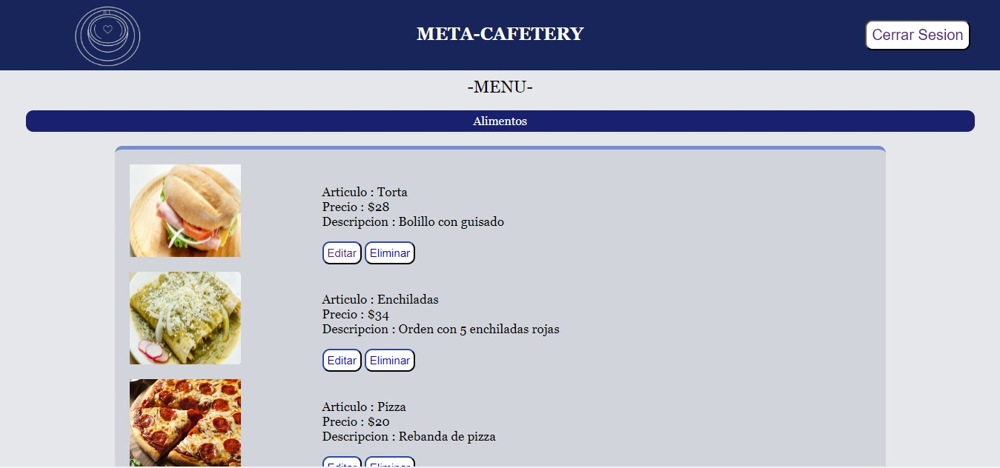 META-CAFETERY
Cerrar Sesion
-MENU-
Alimentos
Articulo : Torta
Precio : $28
Descripcion : Bolillo con guisado
Editar Eliminar
Articulo : Enchiladas
Precio : $34
Descripcion : Orden con 5 enchiladas rojas
Editar Eliminar
Articulo : Pizza
Precio : $20
Descripcion : Rebanda de pizza
Editar Eliminar